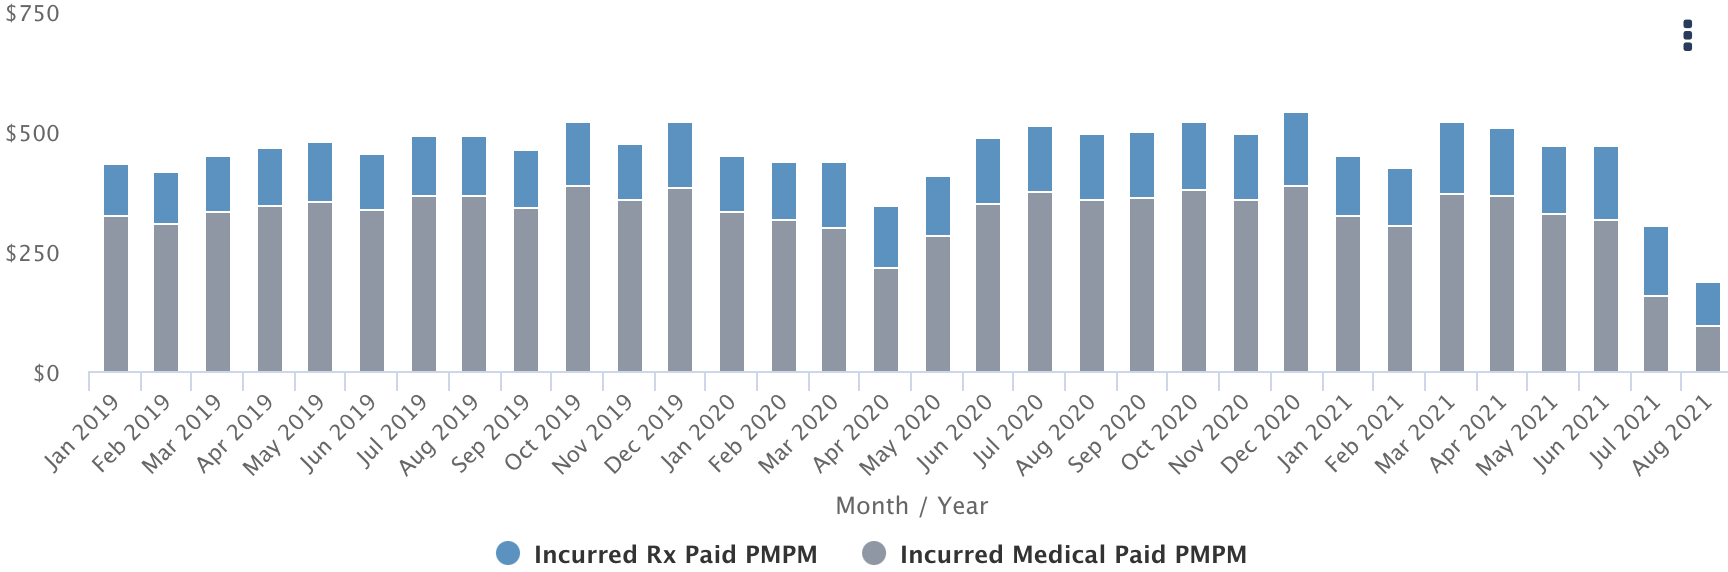 $750
$500
$250
$0
Jan 2019
Feb 2019
Mar 2019
Apr 2019
May 2019
Jun 2019
Jul 2019
Aug 2019
Sep 2019
Oct 2019
Nov 2019
Dec 2019
Jan 2020
Feb 2020
Mar 2020
Apr 2020
May 2020
Jun 2020
Jul 2020
Aug 2020
Sep 2020
Oct 2020
Nov 2020
Dec 2020
Jan 2021
Feb 2021
Mar 2021
Apr 2021
May 2021
Jun 2021
Jul 2021
Aug 2021
Month / Year
Incurred Rx Paid PMPM
Incurred Medical Paid PMPM